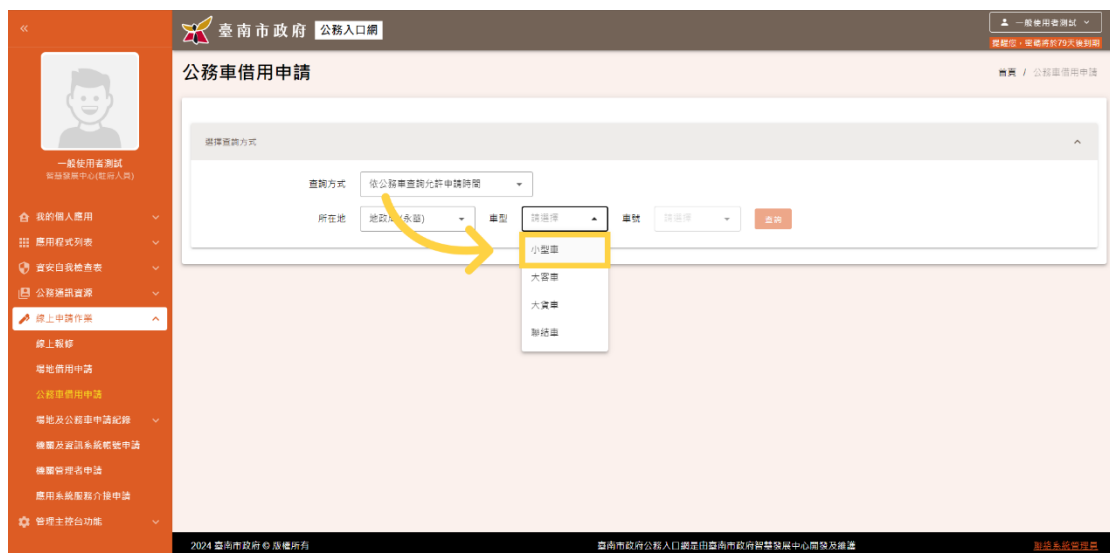 «
臺南市政府 公務入口網
一般使用者測試
提醒您，密碼將於79天後到期
公務車借用申請
首頁 / 公務車借用申請
選擇查詢方式
一般使用者測試
智慧發展中心(駐府人員)
查詢方式 依公務車查詢允許申請時間
所在地 地政局(永華) 車型 請選擇 車號 請選擇 查詢
小型車
大客車
大貨車
聯結車
我的個人應用
應用程式列表
資安自我檢查表
公務通訊資源
線上申請作業
線上報修
場地借用申請
公務車借用申請
場地及公務車申請紀錄
機關及資訊系統帳號申請
機關管理者申請
應用系統服務介接申請
管理主控台功能
2024 臺南市政府 © 版權所有
臺南市政府公務入口網是由臺南市政府智慧發展中心開發及維護
聯絡系統管理員